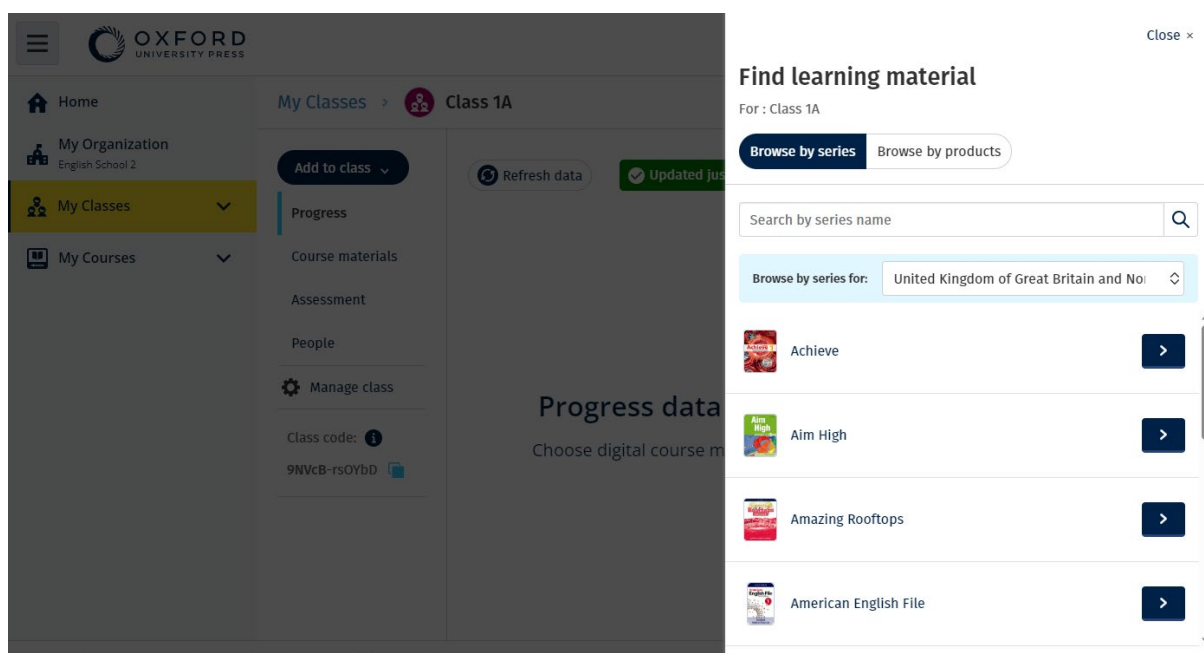 OXFORD
UNIVERSITY PRESS
Home
My Organization
English School 2
My Classes
My Courses
My Classes > Class 1A
Add to class
Progress
Course materials
Assessment
People
Manage class
Class code:
9NVcB-rsOYbD
Refresh data
Updated jus
Progress data
Choose digital course m
Close ×
Find learning material
For : Class 1A
Browse by series
Browse by products
Search by series name
Browse by series for: United Kingdom of Great Britain and No
Achieve
Aim High
Amazing Rooftops
American English File